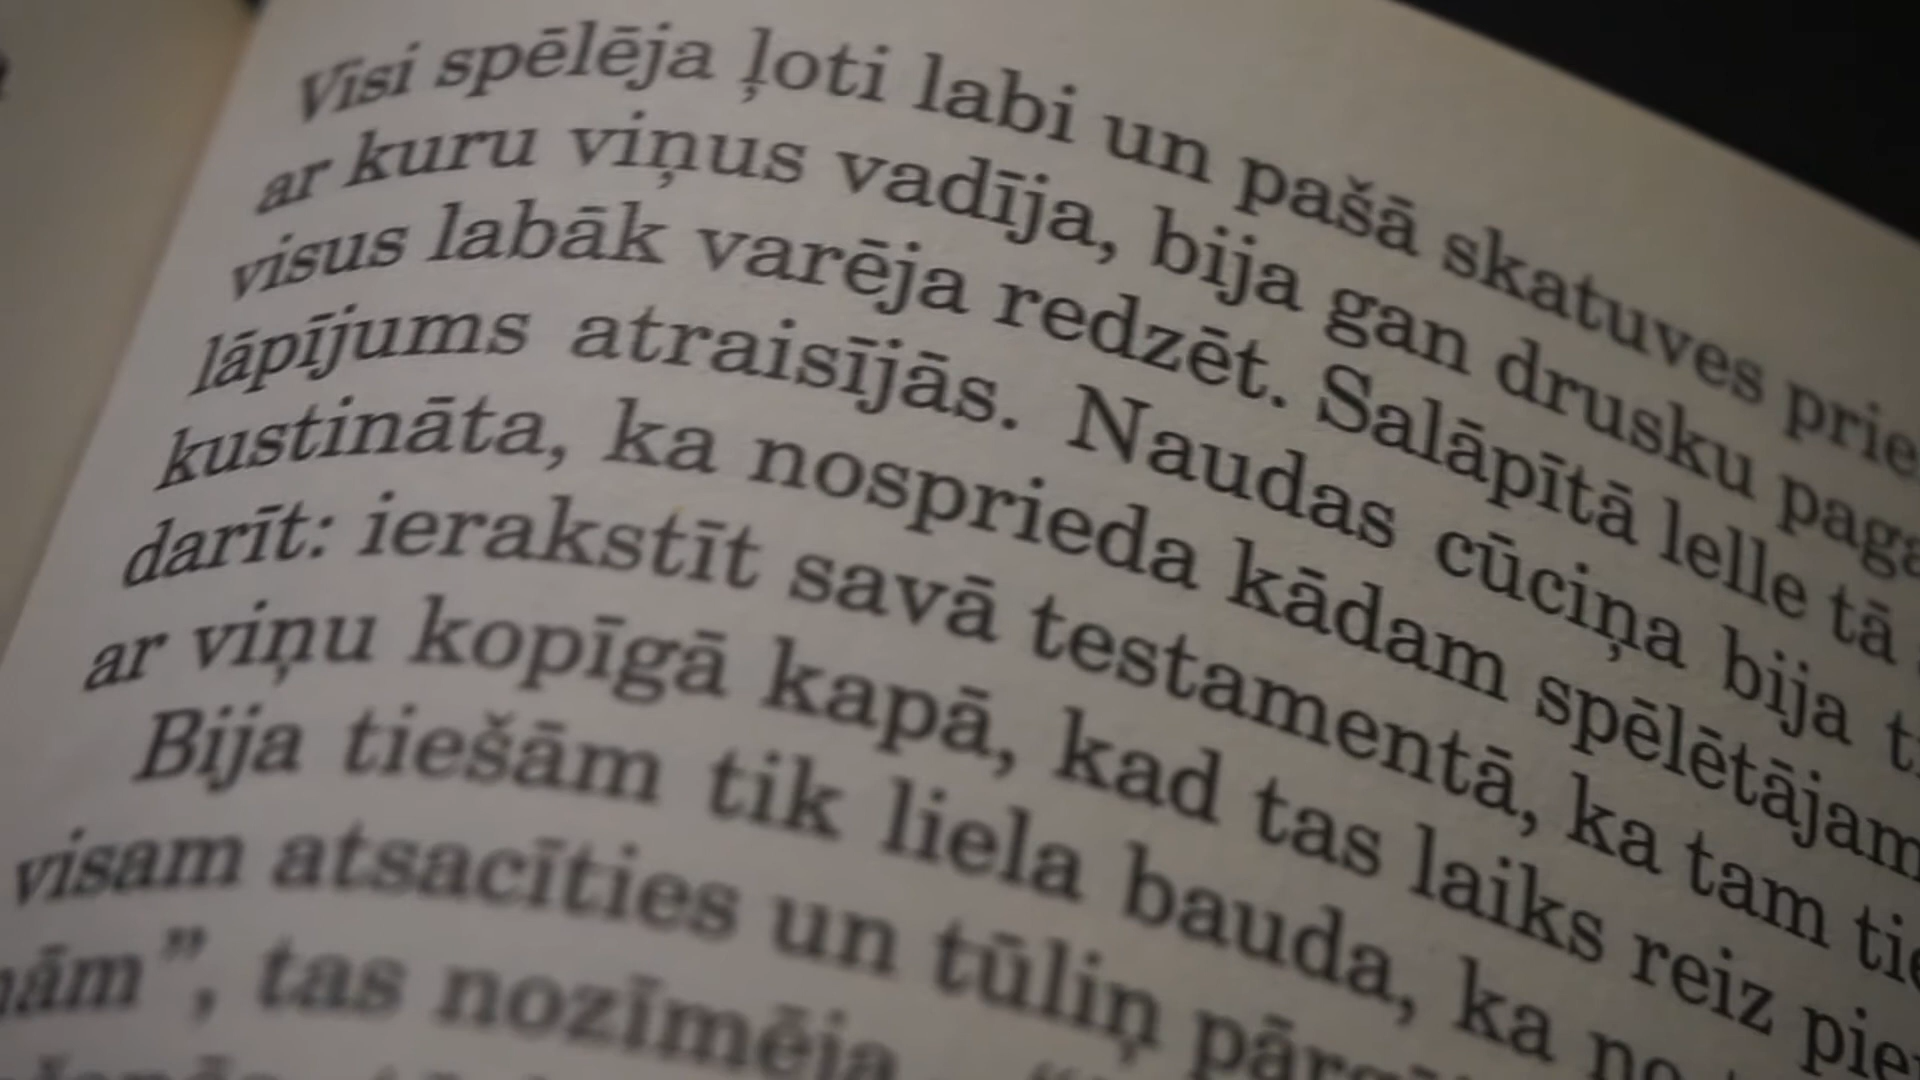 Visi spēlēja ļoti labi un pašā skatuves prie
ar kuru viņus vadīja, bija gan drusku paga
visus labāk varēja redzēt. Salāpītā lelle tā
lāpījums atraisījās. Naudas cūciņa bija t
kustināta, ka nosprieda kādam spēlētājam
darīt: ierakstīt savā testamentā, ka tam tie
ar viņu kopīgā kapā, kad tas laiks reiz pie
Bija tiešām tik liela bauda, ka no
visam atsacīties un tūliņ
nām”, tas nozīmēja